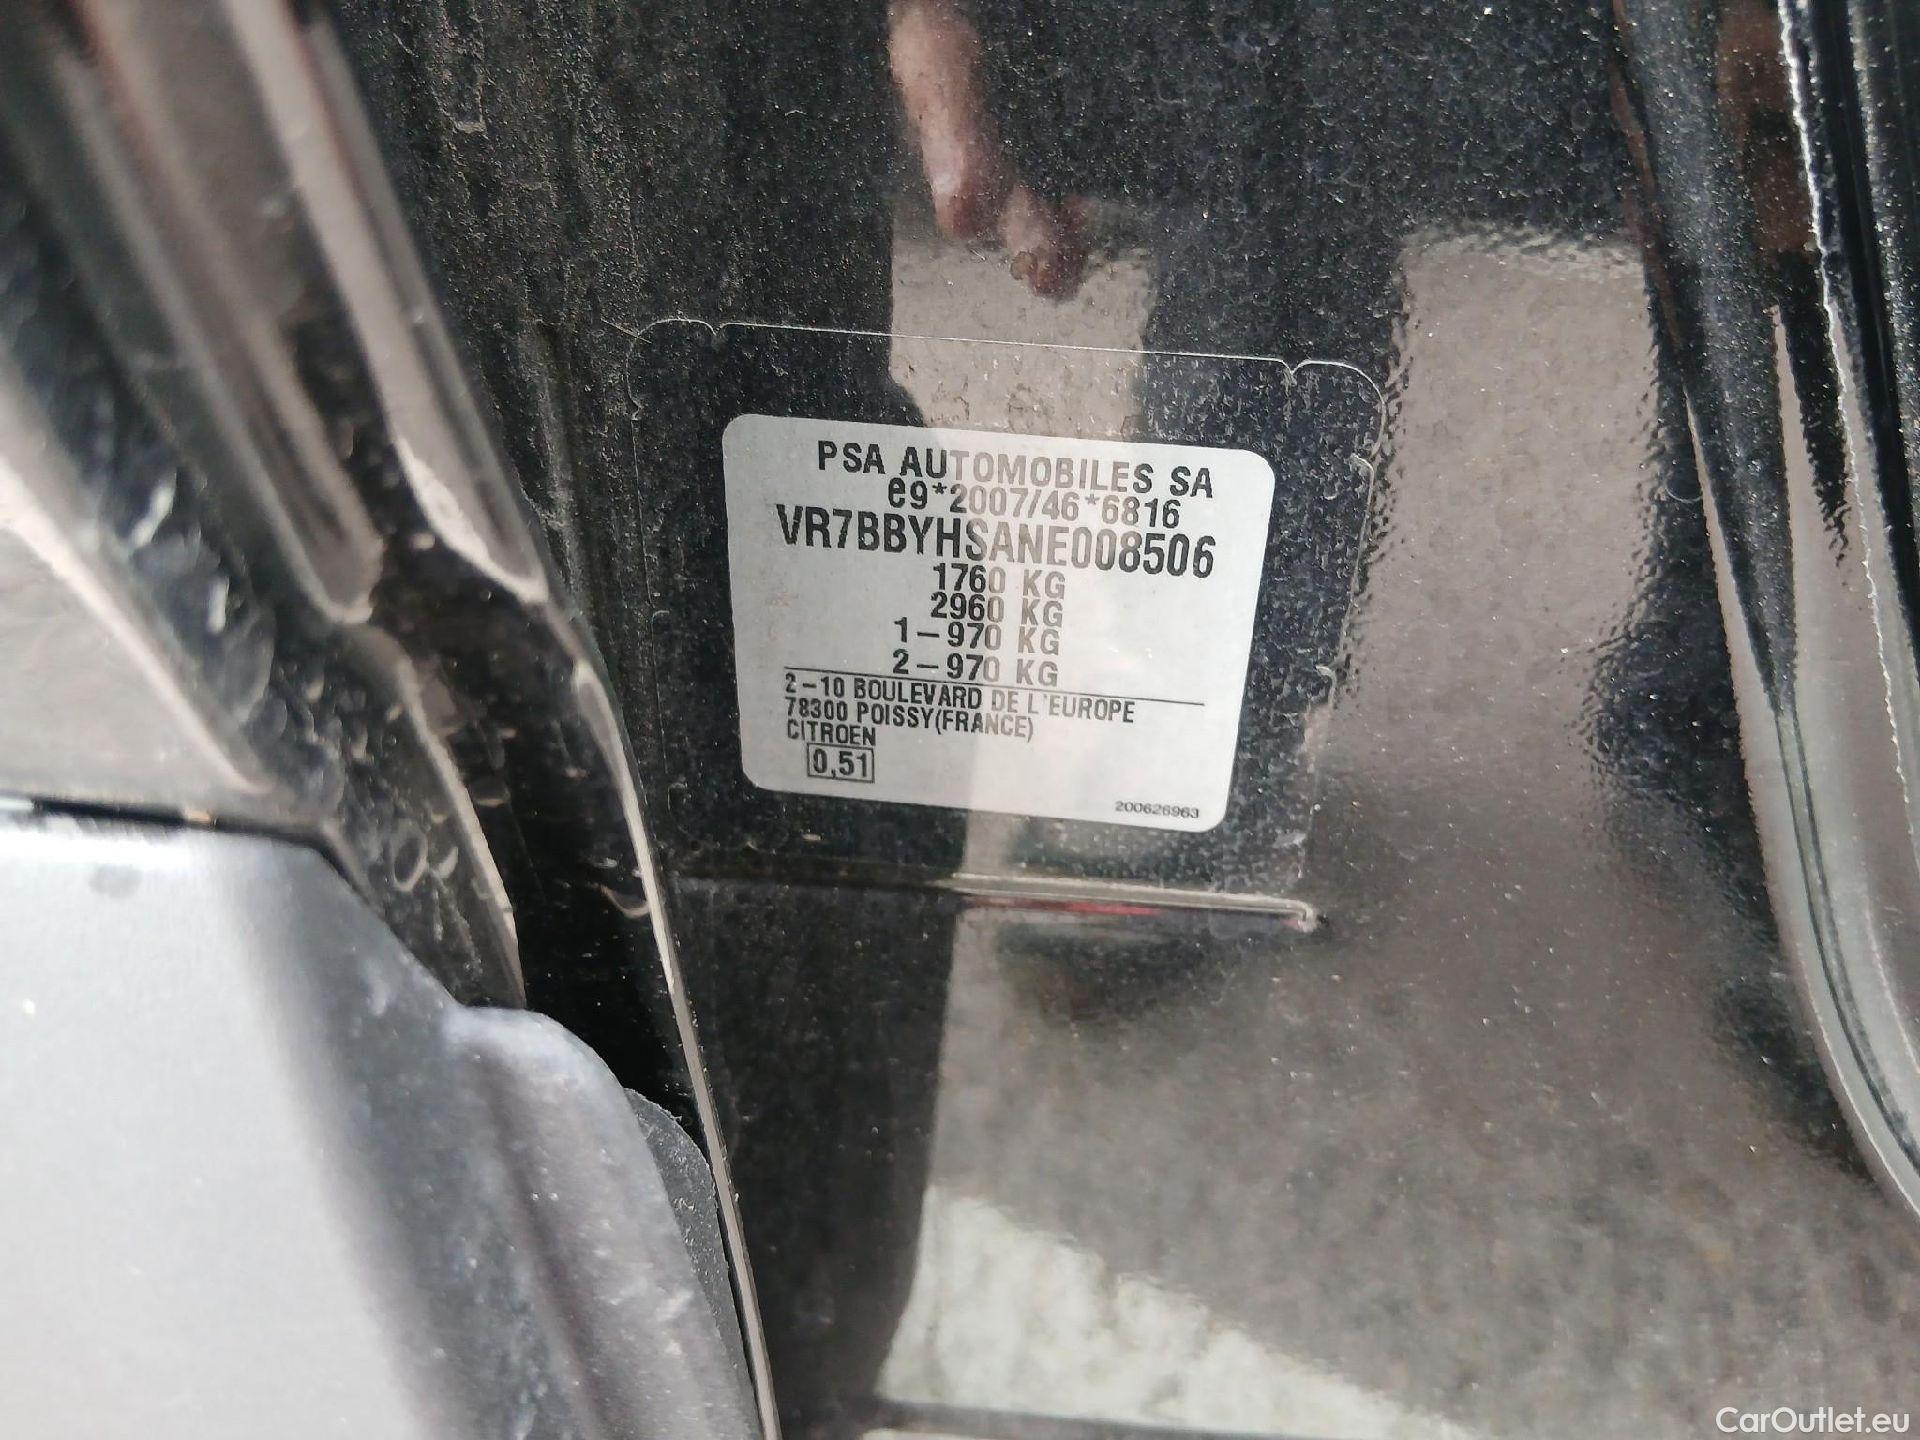 PSA AUTOMOBILES SA
e9*2007/46*6816
VR7BBYHSANE008506
1760 KG
2960 KG
1-970 KG
2-970 KG
2-10 BOULEVARD DE L'EUROPE
78300 POISSY(FRANCE)
CITROEN
0,51
200626963
CarOutlet.eu